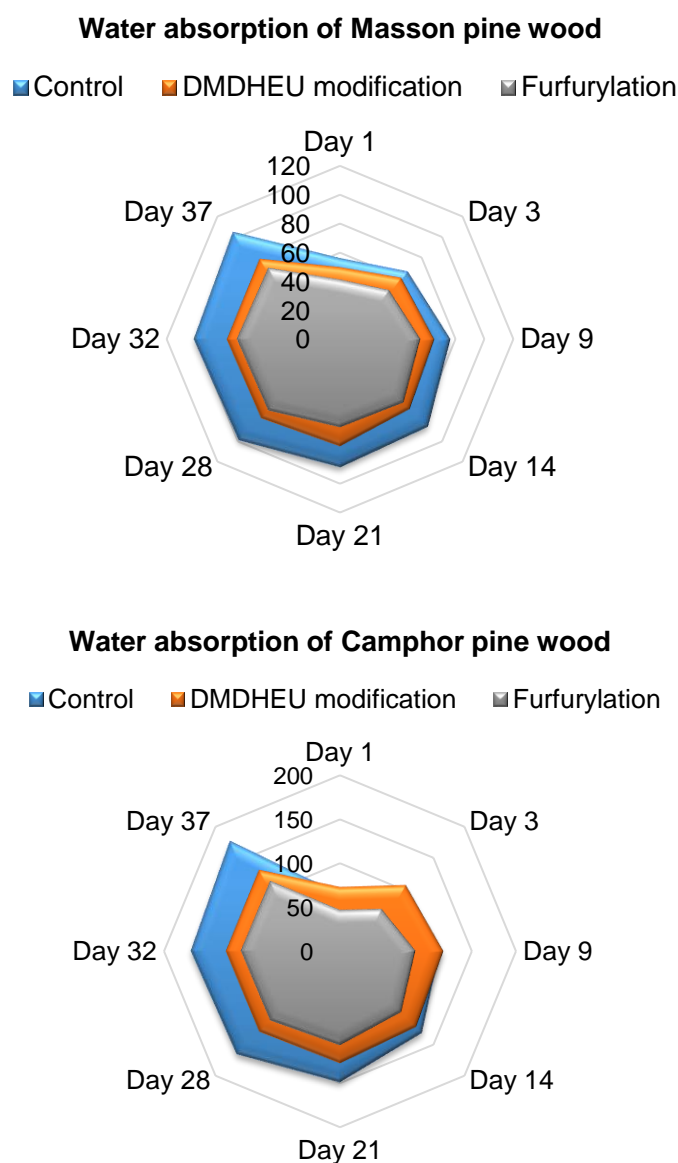 Water absorption of Masson pine wood
Control DMDHEU modification Furfurylation
Day 1
120
100
80
60
40
20
0
Day 3
Day 9
Day 14
Day 21
Day 28
Day 32
Day 37
Water absorption of Camphor pine wood
Control DMDHEU modification Furfurylation
Day 1
200
150
100
50
0
Day 3
Day 9
Day 14
Day 21
Day 28
Day 32
Day 37